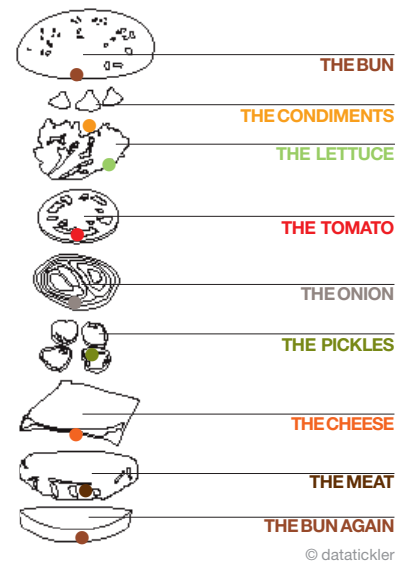 THE BUN
THE CONDIMENTS
THE LETTUCE
THE TOMATO
THE ONION
THE PICKLES
THE CHEESE
THE MEAT
THE BUN AGAIN
© datatickler